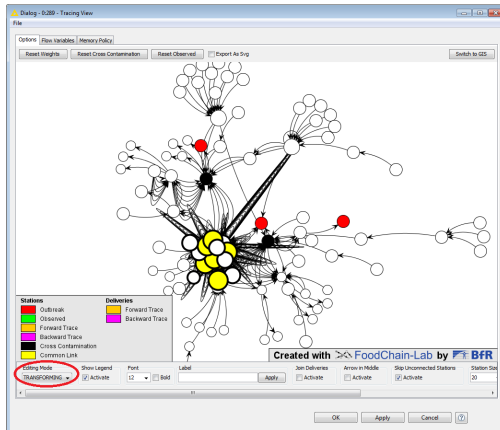 Dialog - 0:289 - Tracing View
File
Options Flow Variables Memory Policy
Reset Weights Reset Cross Contamination Reset Observed Export As Svg Switch to GIS
Stations Deliveries
Outbreak Forward Trace
Observed Backward Trace
Forward Trace
Backward Trace
Cross Contamination
Common Link
Created with FoodChain-Lab by BfR
Editing Mode Show Legend Font Label Join Deliveries Arrow in Middle Skip Unconnected Stations Station Size
TRANSFORMING Activate 12 Bold Apply Activate Activate Activate 20
OK Apply Cancel ?